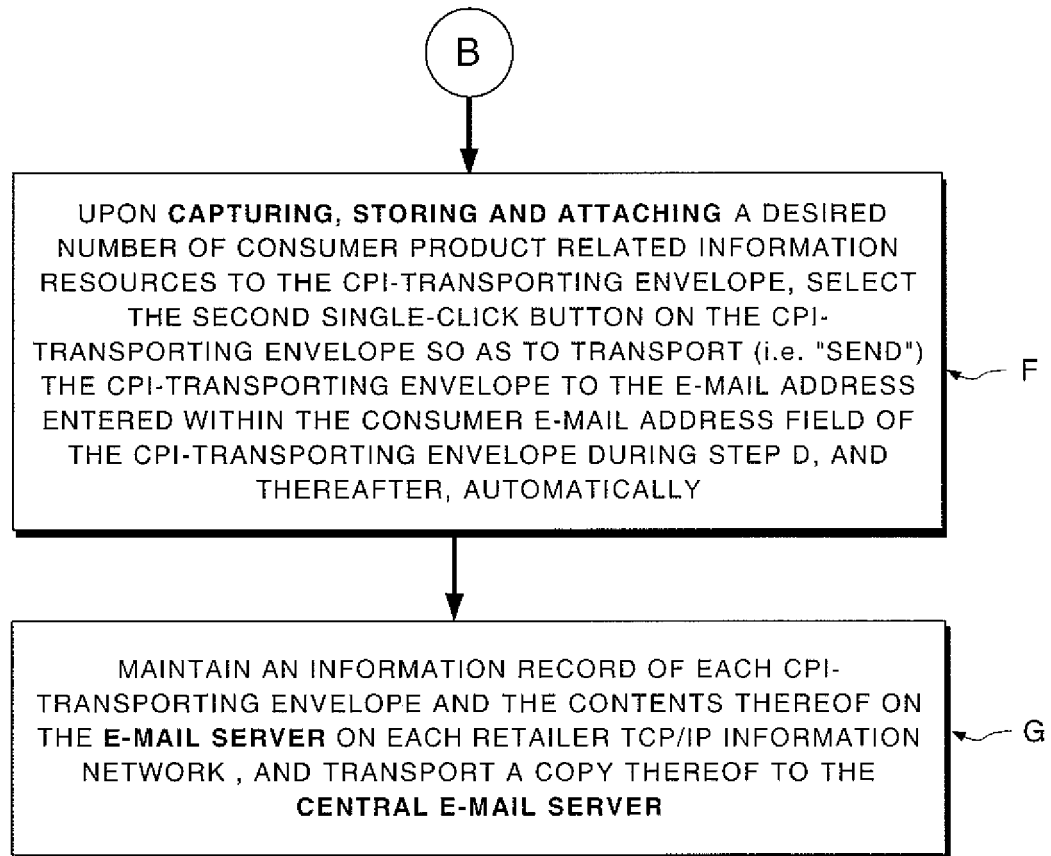 B
UPON CAPTURING, STORING AND ATTACHING A DESIRED
NUMBER OF CONSUMER PRODUCT RELATED INFORMATION
RESOURCES TO THE CPI-TRANSPORTING ENVELOPE, SELECT
THE SECOND SINGLE-CLICK BUTTON ON THE CPI-
TRANSPORTING ENVELOPE SO AS TO TRANSPORT (i.e. "SEND")
THE CPI-TRANSPORTING ENVELOPE TO THE E-MAIL ADDRESS
ENTERED WITHIN THE CONSUMER E-MAIL ADDRESS FIELD OF
THE CPI-TRANSPORTING ENVELOPE DURING STEP D, AND
THEREAFTER, AUTOMATICALLY
F
MAINTAIN AN INFORMATION RECORD OF EACH CPI-
TRANSPORTING ENVELOPE AND THE CONTENTS THEREOF ON
THE E-MAIL SERVER ON EACH RETAILER TCP/IP INFORMATION
NETWORK , AND TRANSPORT A COPY THEREOF TO THE
CENTRAL E-MAIL SERVER
G